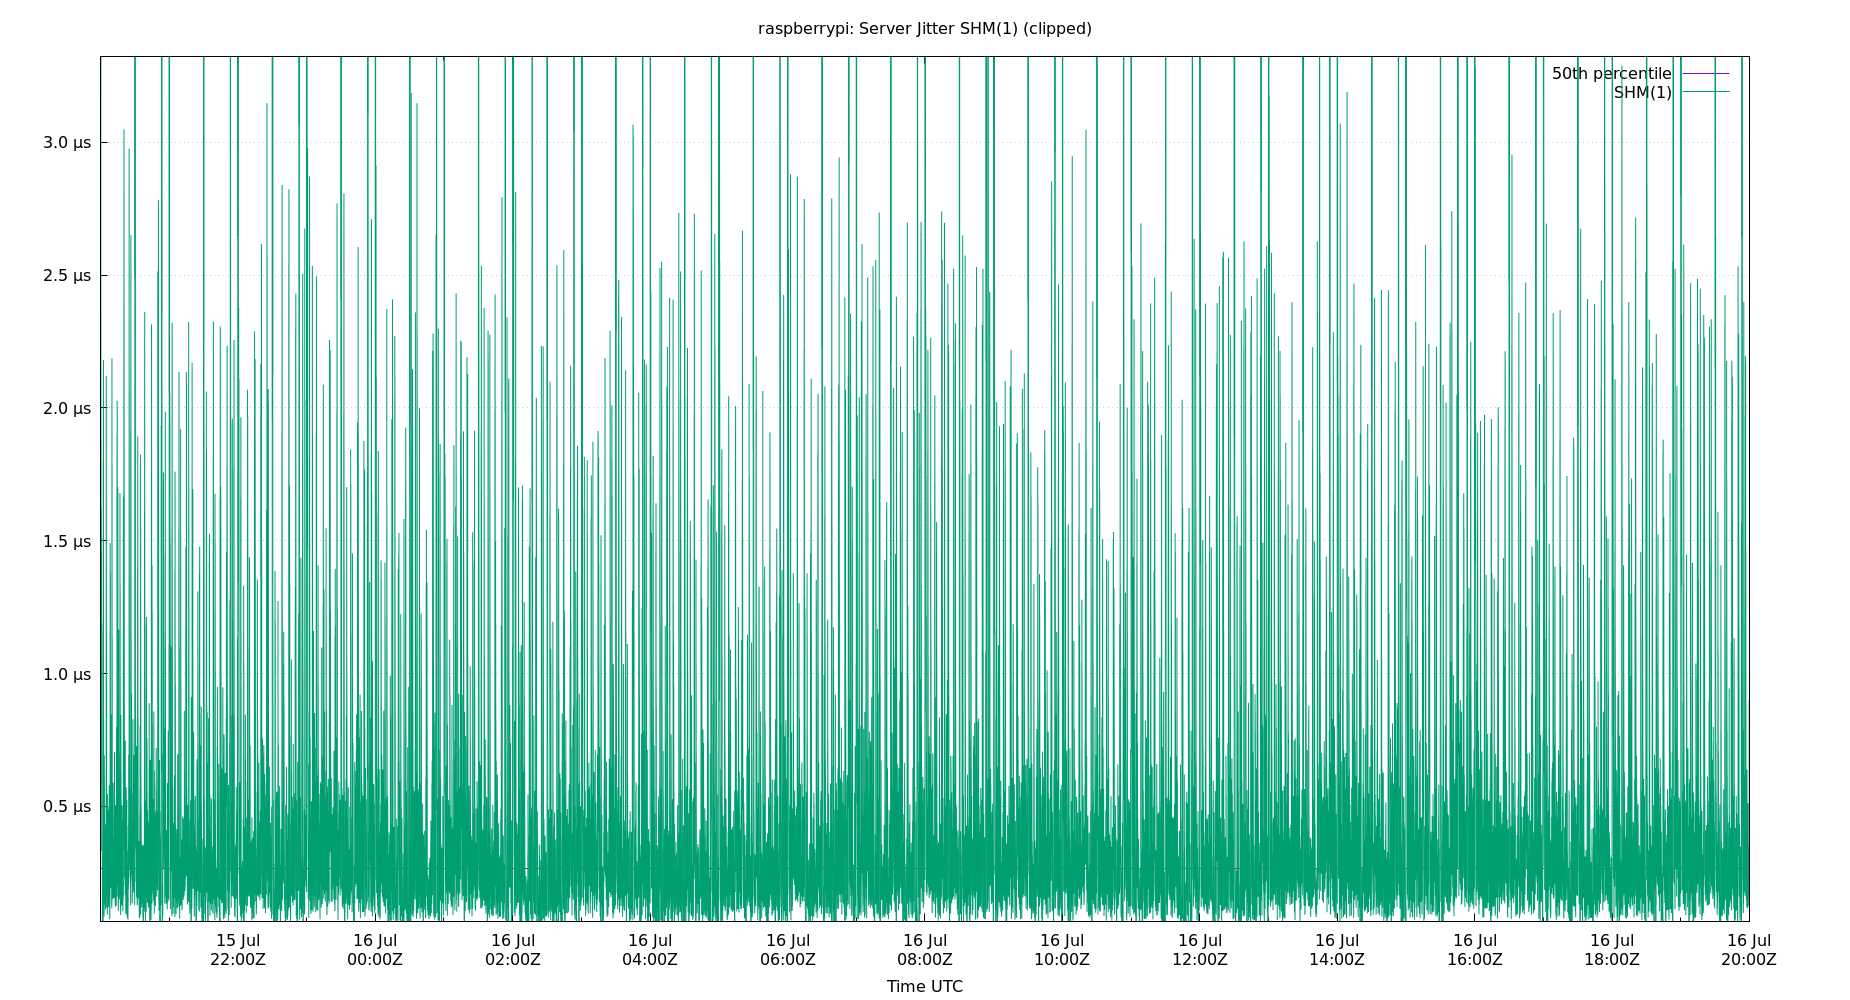 raspberrypi: Server Jitter SHM(1) (clipped)
50th percentile
SHM(1)
3.0 µs
2.5 µs
2.0 µs
1.5 µs
1.0 µs
0.5 µs
15 Jul 16 Jul 16 Jul 16 Jul 16 Jul 16 Jul 16 Jul 16 Jul 16 Jul 16 Jul 16 Jul 16 Jul
22:00Z 00:00Z 02:00Z 04:00Z 06:00Z 08:00Z 10:00Z 12:00Z 14:00Z 16:00Z 18:00Z 20:00Z
Time UTC